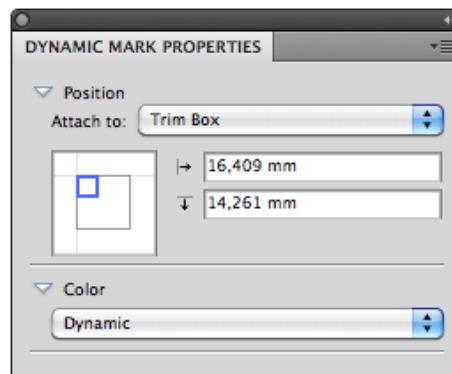 DYNAMIC MARK PROPERTIES
Position
Attach to: Trim Box
16,409 mm
14,261 mm
Color
Dynamic